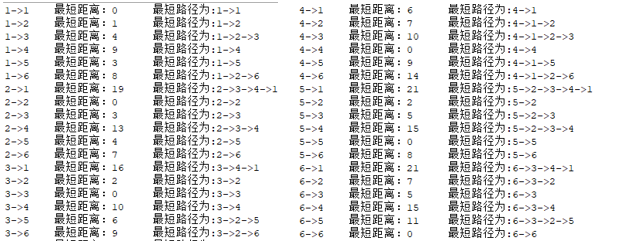 1->1 最短距离：0 最短路径为:1->1
1->2 最短距离：1 最短路径为:1->2
1->3 最短距离：4 最短路径为:1->2->3
1->4 最短距离：9 最短路径为:1->4
1->5 最短距离：3 最短路径为:1->5
1->6 最短距离：8 最短路径为:1->2->6
2->1 最短距离：19 最短路径为:2->3->4->1
2->2 最短距离：0 最短路径为:2->2
2->3 最短距离：3 最短路径为:2->3
2->4 最短距离：13 最短路径为:2->3->4
2->5 最短距离：4 最短路径为:2->5
2->6 最短距离：7 最短路径为:2->6
3->1 最短距离：16 最短路径为:3->4->1
3->2 最短距离：2 最短路径为:3->2
3->3 最短距离：0 最短路径为:3->3
3->4 最短距离：10 最短路径为:3->4
3->5 最短距离：6 最短路径为:3->2->5
3->6 最短距离：9 最短路径为:3->2->6
4->1 最短距离：6 最短路径为:4->1
4->2 最短距离：7 最短路径为:4->1->2
4->3 最短距离：10 最短路径为:4->1->2->3
4->4 最短距离：0 最短路径为:4->4
4->5 最短距离：9 最短路径为:4->1->5
4->6 最短距离：14 最短路径为:4->1->2->6
5->1 最短距离：21 最短路径为:5->2->3->4->1
5->2 最短距离：2 最短路径为:5->2
5->3 最短距离：5 最短路径为:5->2->3
5->4 最短距离：15 最短路径为:5->2->3->4
5->5 最短距离：0 最短路径为:5->5
5->6 最短距离：8 最短路径为:5->6
6->1 最短距离：21 最短路径为:6->3->4->1
6->2 最短距离：7 最短路径为:6->3->2
6->3 最短距离：5 最短路径为:6->3
6->4 最短距离：15 最短路径为:6->3->4
6->5 最短距离：11 最短路径为:6->3->2->5
6->6 最短距离：0 最短路径为:6->6